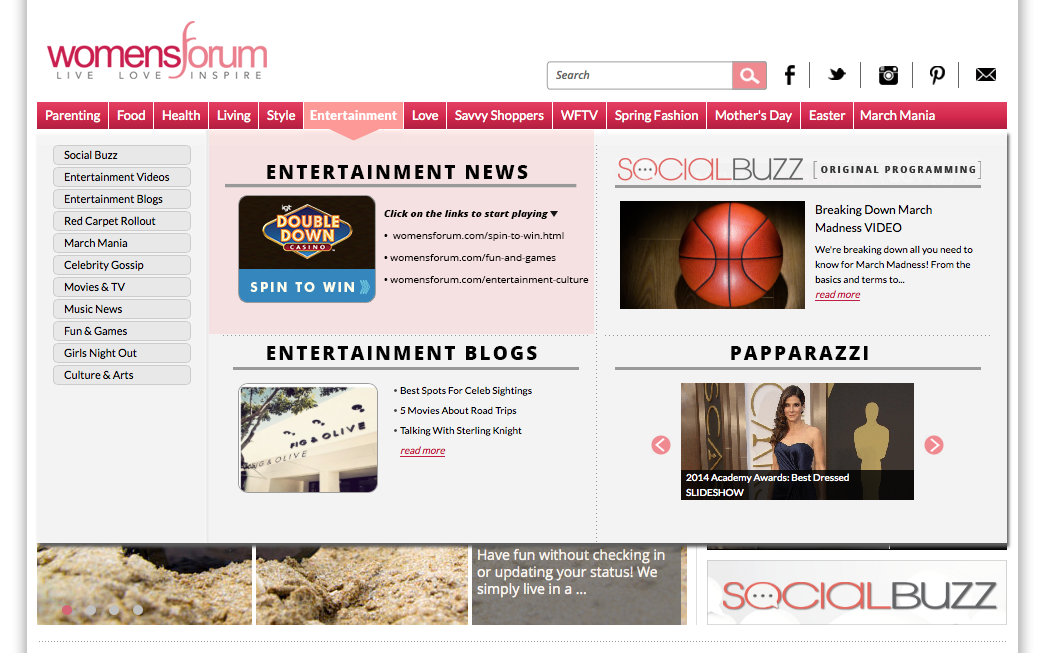 womensforum
LIVE LOVE INSPIRE
Search
Parenting Food Health Living Style Entertainment Love Savvy Shoppers WFTV Spring Fashion Mother's Day Easter March Mania
Social Buzz
Entertainment Videos
Entertainment Blogs
Red Carpet Rollout
March Mania
Celebrity Gossip
Movies & TV
Music News
Fun & Games
Girls Night Out
Culture & Arts
ENTERTAINMENT NEWS
igt
DOUBLE
DOWN
CASINO
SPIN TO WIN
Click on the links to start playing
• womensforum.com/spin-to-win.html
• womensforum.com/fun-and-games
• womensforum.com/entertainment-culture
SOCIALBUZZ [ORIGINAL PROGRAMMING]
Breaking Down March
Madness VIDEO
We're breaking down all you need to
know for March Madness! From the
basics and terms to...
read more
ENTERTAINMENT BLOGS
FIG & OLIVE
FIG & OLIVE
• Best Spots For Celeb Sightings
• 5 Movies About Road Trips
• Talking With Sterling Knight
read more
PAPPARAZZI
2014 Academy Awards: Best Dressed
SLIDESHOW
Have fun without checking in
or updating your status! We
simply live in a ...
SOCIALBUZZ